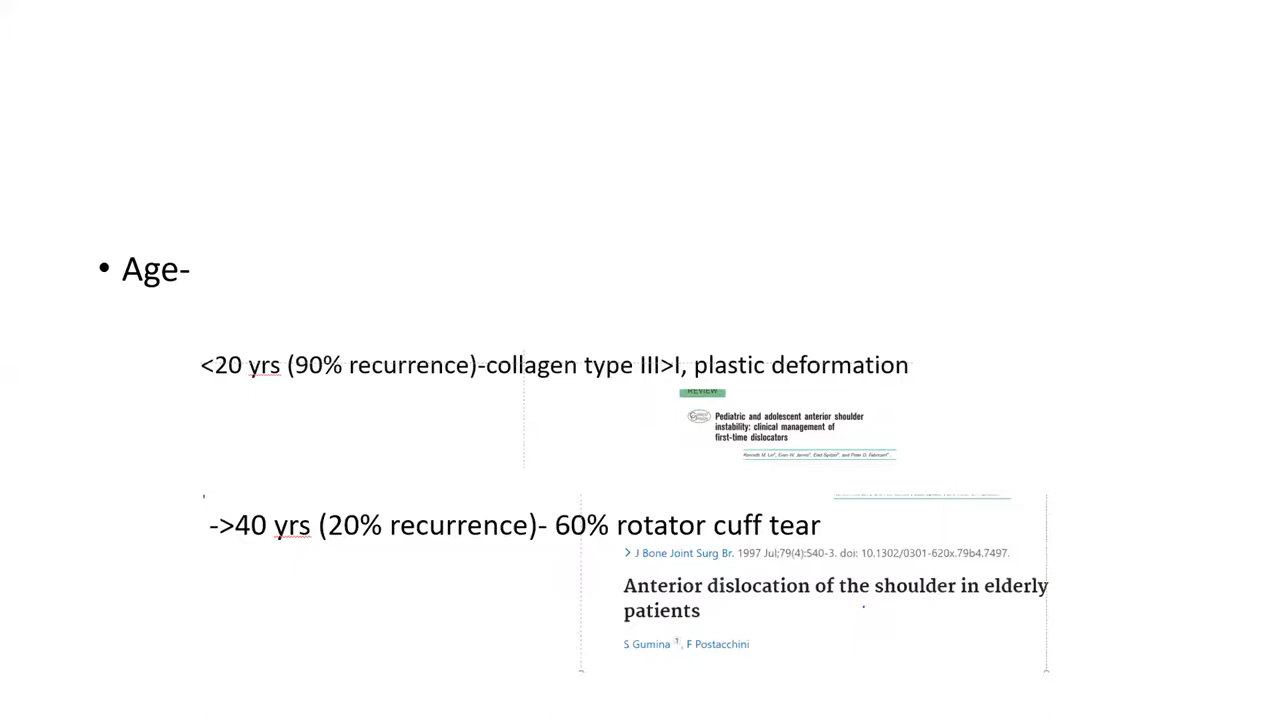 • Age-
<20 yrs (90% recurrence)-collagen type III>I, plastic deformation
REVIEW
Pediatric and adolescent anterior shoulder
instability: clinical management of
first-time dislocators
->40 yrs (20% recurrence)- 60% rotator cuff tear
> J Bone Joint Surg Br. 1997 Jul;79(4):540-3. doi: 10.1302/0301-620x.79b4.7497.
Anterior dislocation of the shoulder in elderly
patients
S Gumina 1, F Postacchini